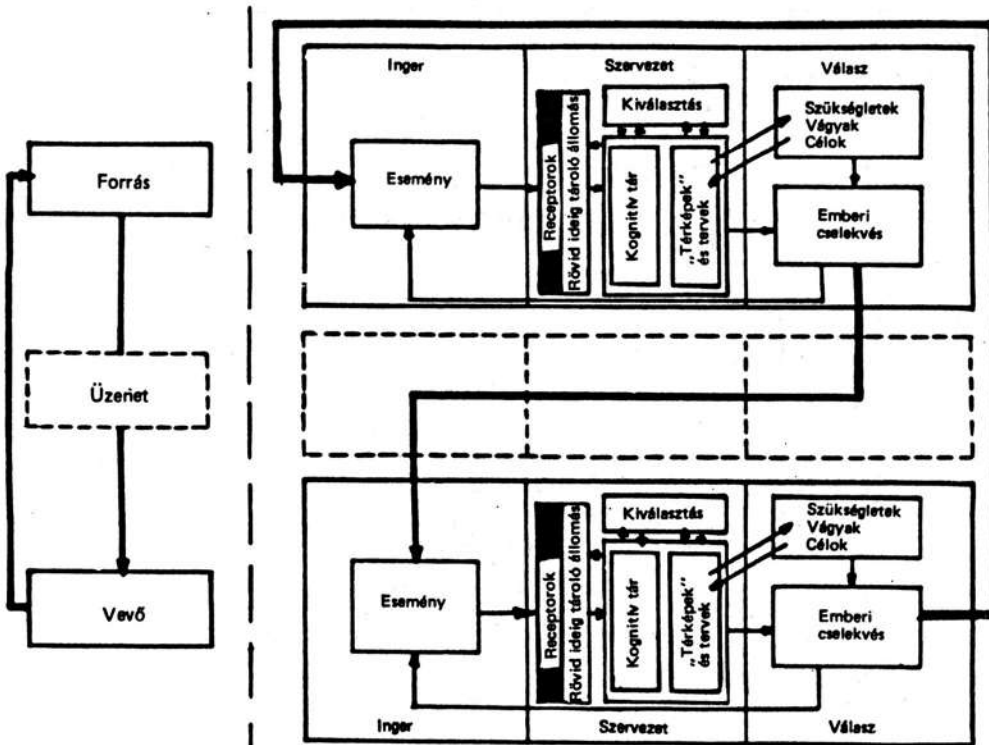 Forrás
Üzenet
Vevő
Inger
Szervezet
Válasz
Esemény
Receptorok
Rövid ideig tároló állomás
Kiválasztás
Kognitív tár
„Térképek”
és tervek
Szükségletek
Vágyak
Célok
Emberi
cselekvés
Esemény
Receptorok
Rövid ideig tároló állomás
Kiválasztás
Kognitív tár
„Térképek”
és tervek
Szükségletek
Vágyak
Célok
Emberi
cselekvés
Inger
Szervezet
Válasz